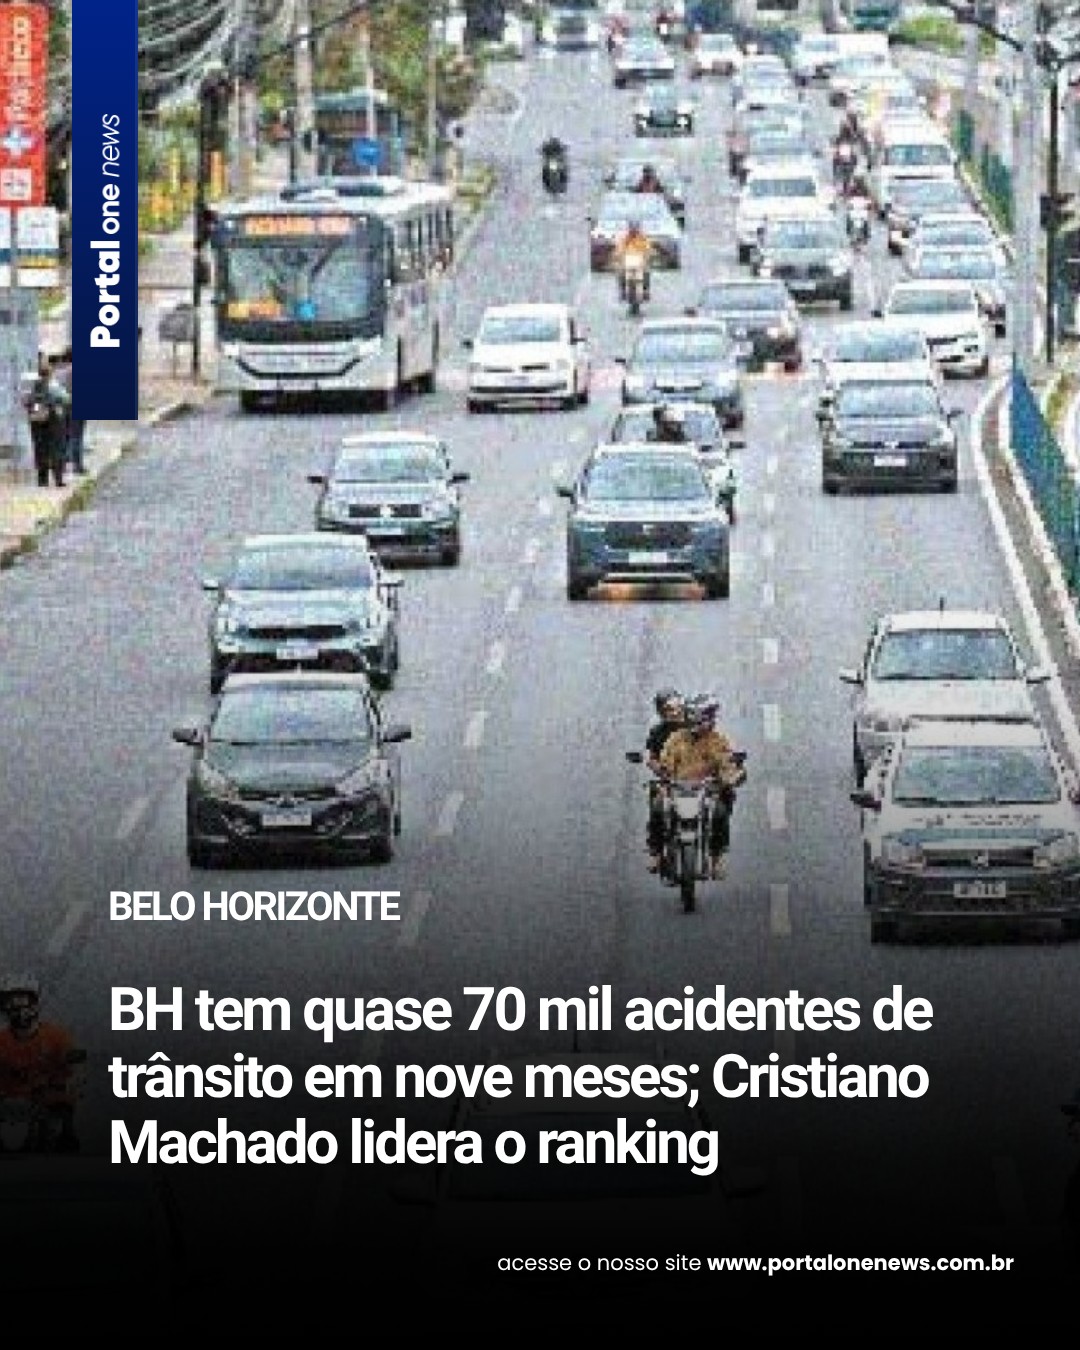 Portal one news
BELO HORIZONTE
BH tem quase 70 mil acidentes de
trânsito em nove meses; Cristiano
Machado lidera o ranking
acesse o nosso site www.portalonenews.com.br